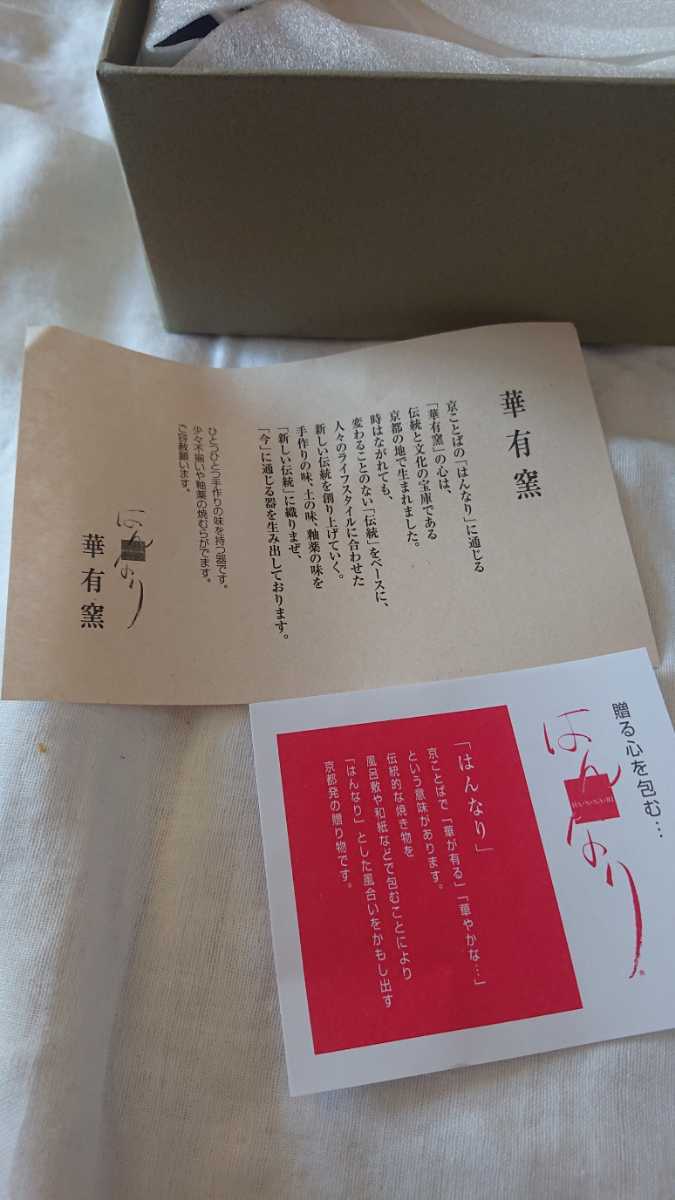 華有窯
京ことばの「はんなり」に通じる
「華有窯」の心は、
伝統と文化の宝庫である
京都の地で生まれました。
時はながれても、
変わることのない「伝統」をベースに、
人々のライフスタイルに合わせた
新しい伝統を創り上げていく。
手作りの味、土の味、釉薬の味を
「新しい伝統」に織りまぜ、
「今」に通じる器を生み出しております。
ひとつひとつ手作りの味を持つ器です。
少々不揃いや釉薬の焼むらがでます。
ご容赦願います。
はんなり
華有窯
贈る心を包む…
はんなり
HA・N・NA・RI
「はんなり」
京ことばで「華が有る」「華やかな…」
という意味があります。
伝統的な焼き物を
風呂敷や和紙などで包むことにより
「はんなり」とした風合いをかもし出す
京都発の贈り物です。